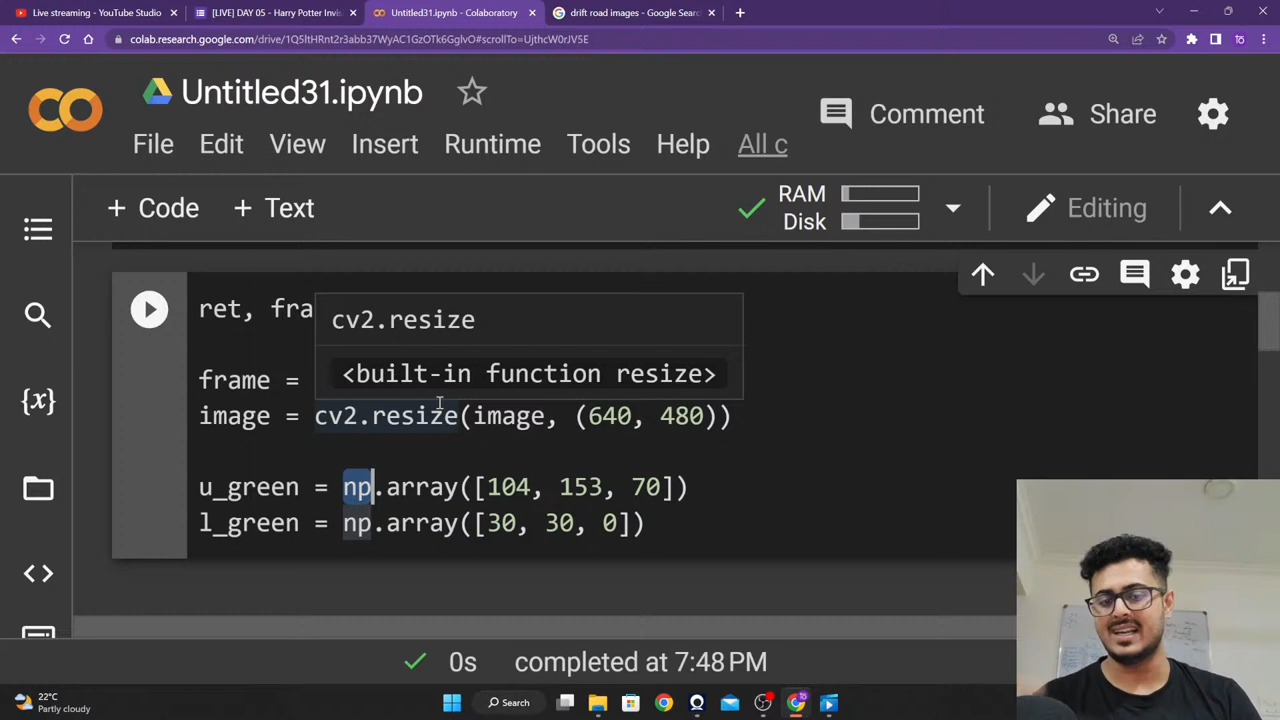 Live streaming - YouTube Studio
[LIVE] DAY 05 - Harry Potter Invis
Untitled31.ipynb - Colaboratory
drift road images - Google Searc
colab.research.google.com/drive/1Q5ltHRnt2r3abb37WyAC1GzOTk6GglvO#scrollTo=UjthcW0rJV5E
Untitled31.ipynb
Comment
Share
File Edit View Insert Runtime Tools Help All c
+ Code + Text
RAM
Disk
Editing
ret, fra
cv2.resize
<built-in function resize>
frame =
image = cv2.resize(image, (640, 480))
u_green = np.array([104, 153, 70])
l_green = np.array([30, 30, 0])
{x}
0s completed at 7:48 PM
22°C
Partly cloudy
Search